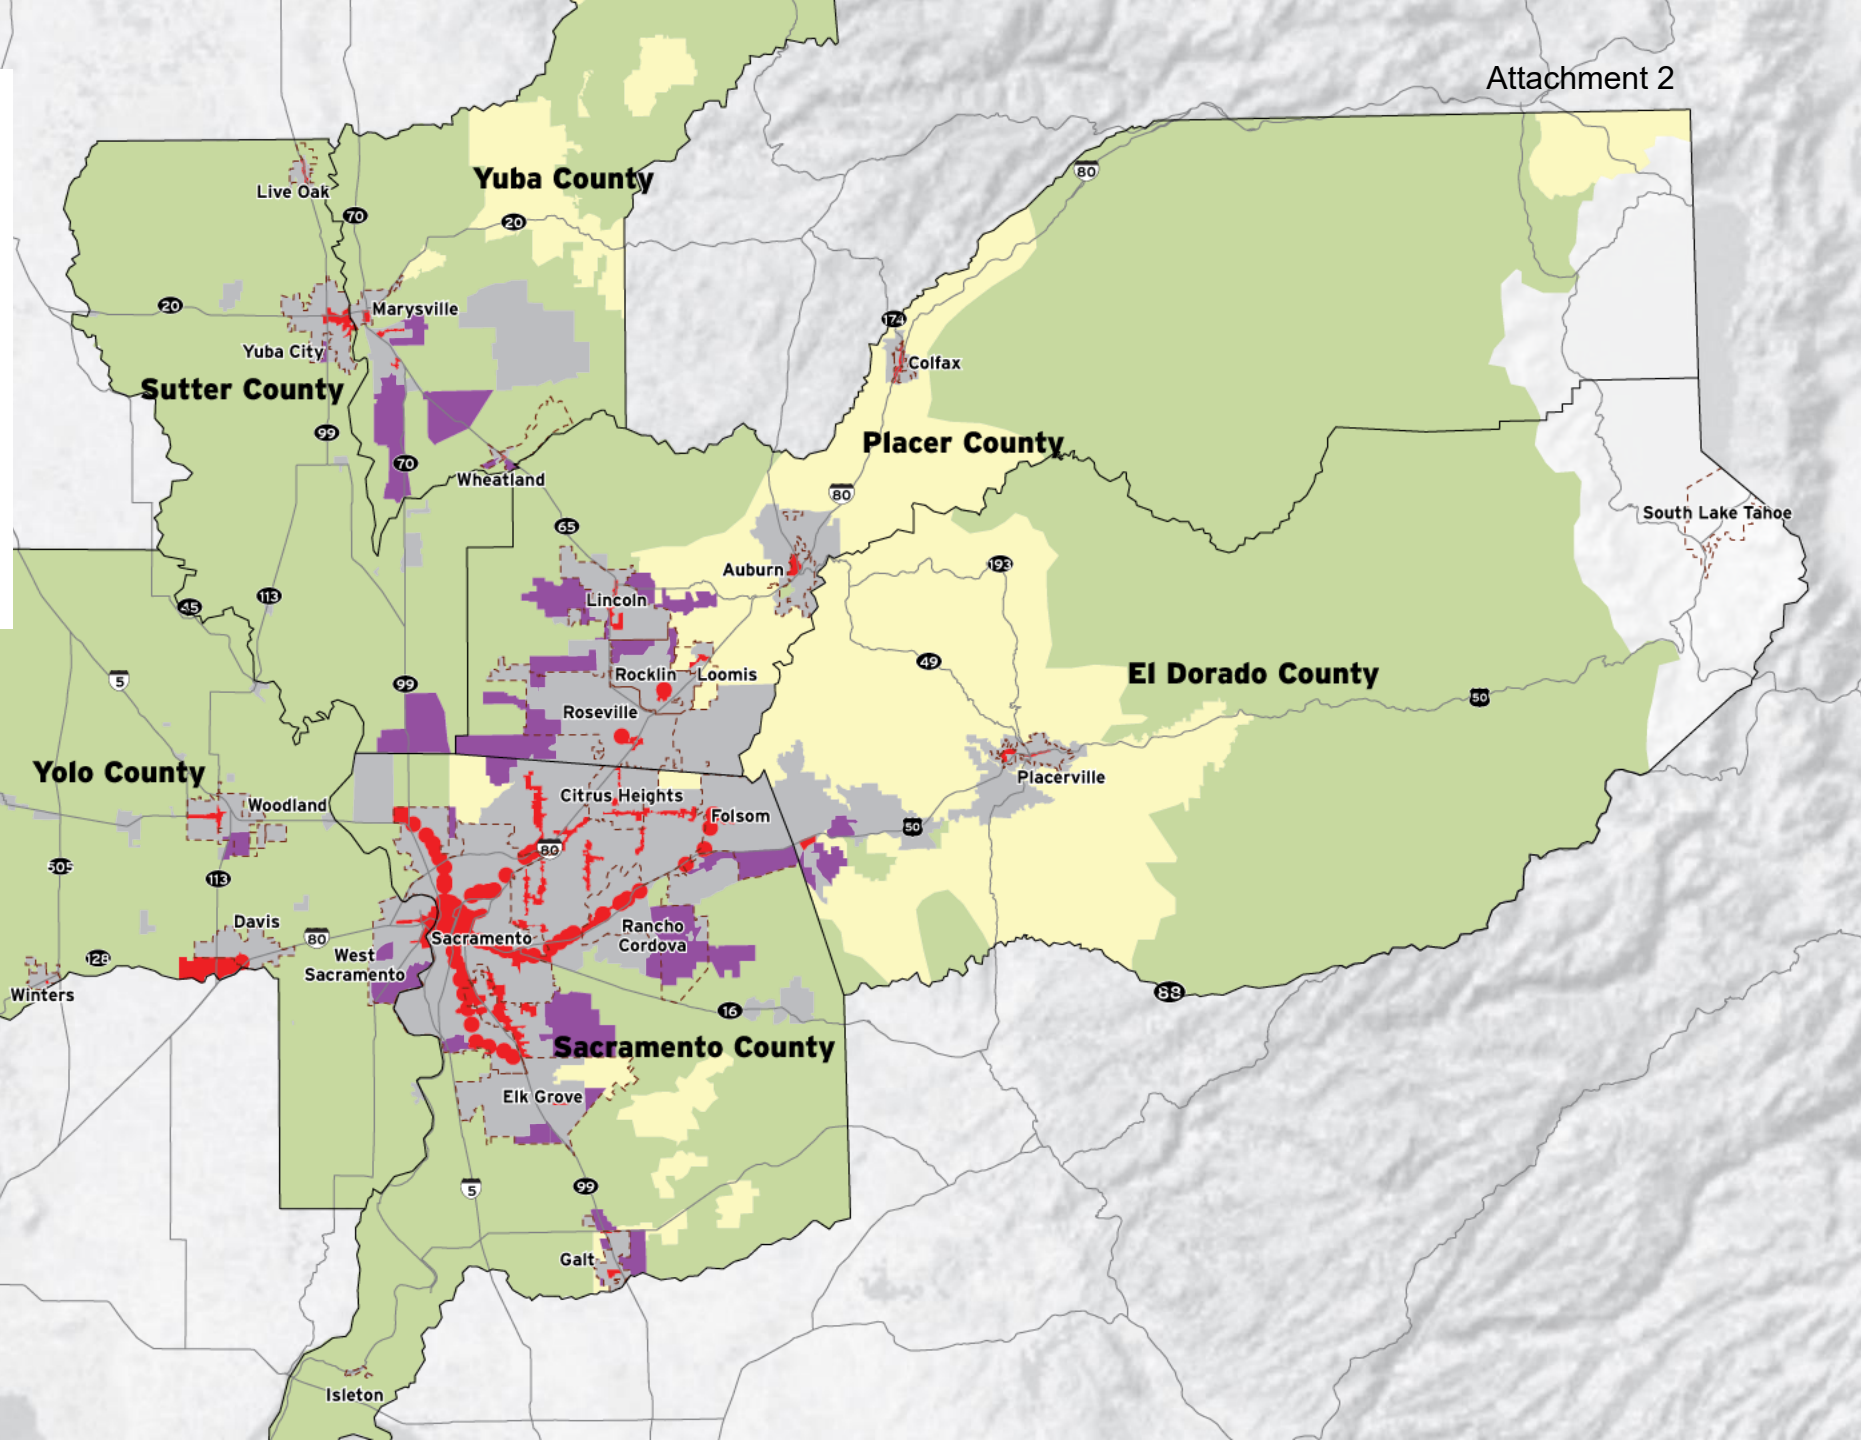 Attachment 2
80
Yuba County
Live Oak
70
20
20
Marysville
174
Yuba City
Colfax
Sutter County
99
Placer County
70
Wheatland
80
65
South Lake Tahoe
193
Auburn
113
45
Lincoln
49
5
99
Rocklin
Loomis
El Dorado County
50
Roseville
Yolo County
Placerville
Woodland
Citrus Heights
Folsom
50
80
505
113
Davis
80
Sacramento
Rancho
Cordova
128
West
Sacramento
Winters
88
16
Sacramento County
Elk Grove
5
99
Galt
Isleton